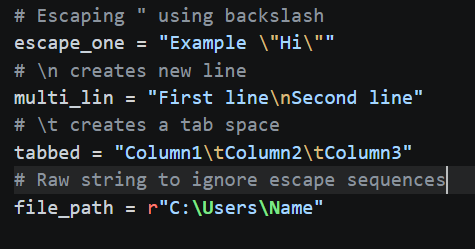 # Escaping " using backslash
escape_one = "Example \"Hi\""
# \n creates new line
multi_lin = "First line\nSecond line"
# \t creates a tab space
tabbed = "Column1\tColumn2\tColumn3"
# Raw string to ignore escape sequences
file_path = r"C:\Users\Name"